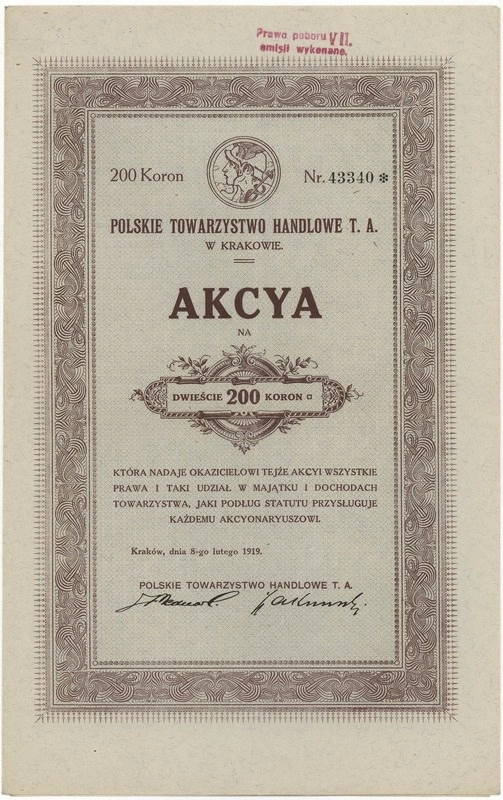 Prawo poboru VII.
emisji wykonane.
200 Koron
Nr. 43340 *
POLSKIE TOWARZYSTWO HANDLOWE T. A.
W KRAKOWIE.
AKCYA
NA
DWIEŚCIE 200 KORON ¤
KTÓRA NADAJE OKAZICIELOWI TEJŻE AKCYI WSZYSTKIE
PRAWA I TAKI UDZIAŁ W MAJĄTKU I DOCHODACH
TOWARZYSTWA, JAKI PODŁUG STATUTU PRZYSŁUGUJE
KAŻDEMU AKCYONARYUSZOWI.
Kraków, dnia 8-go lutego 1919.
POLSKIE TOWARZYSTWO HANDLOWE T. A.